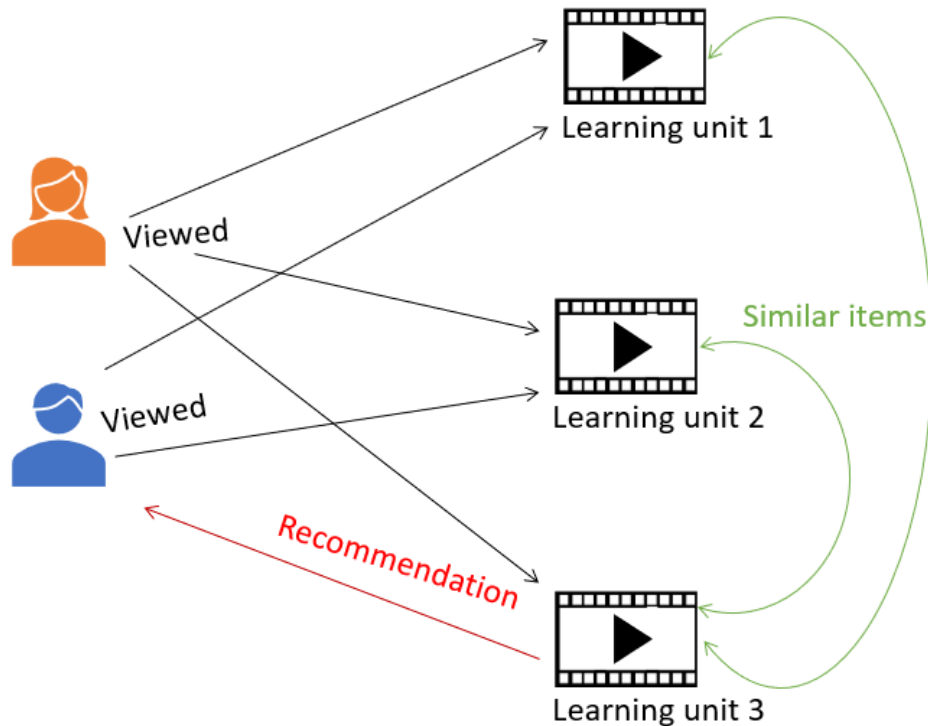 Learning unit 1
Viewed
Similar items
Viewed
Learning unit 2
Recommendation
Learning unit 3